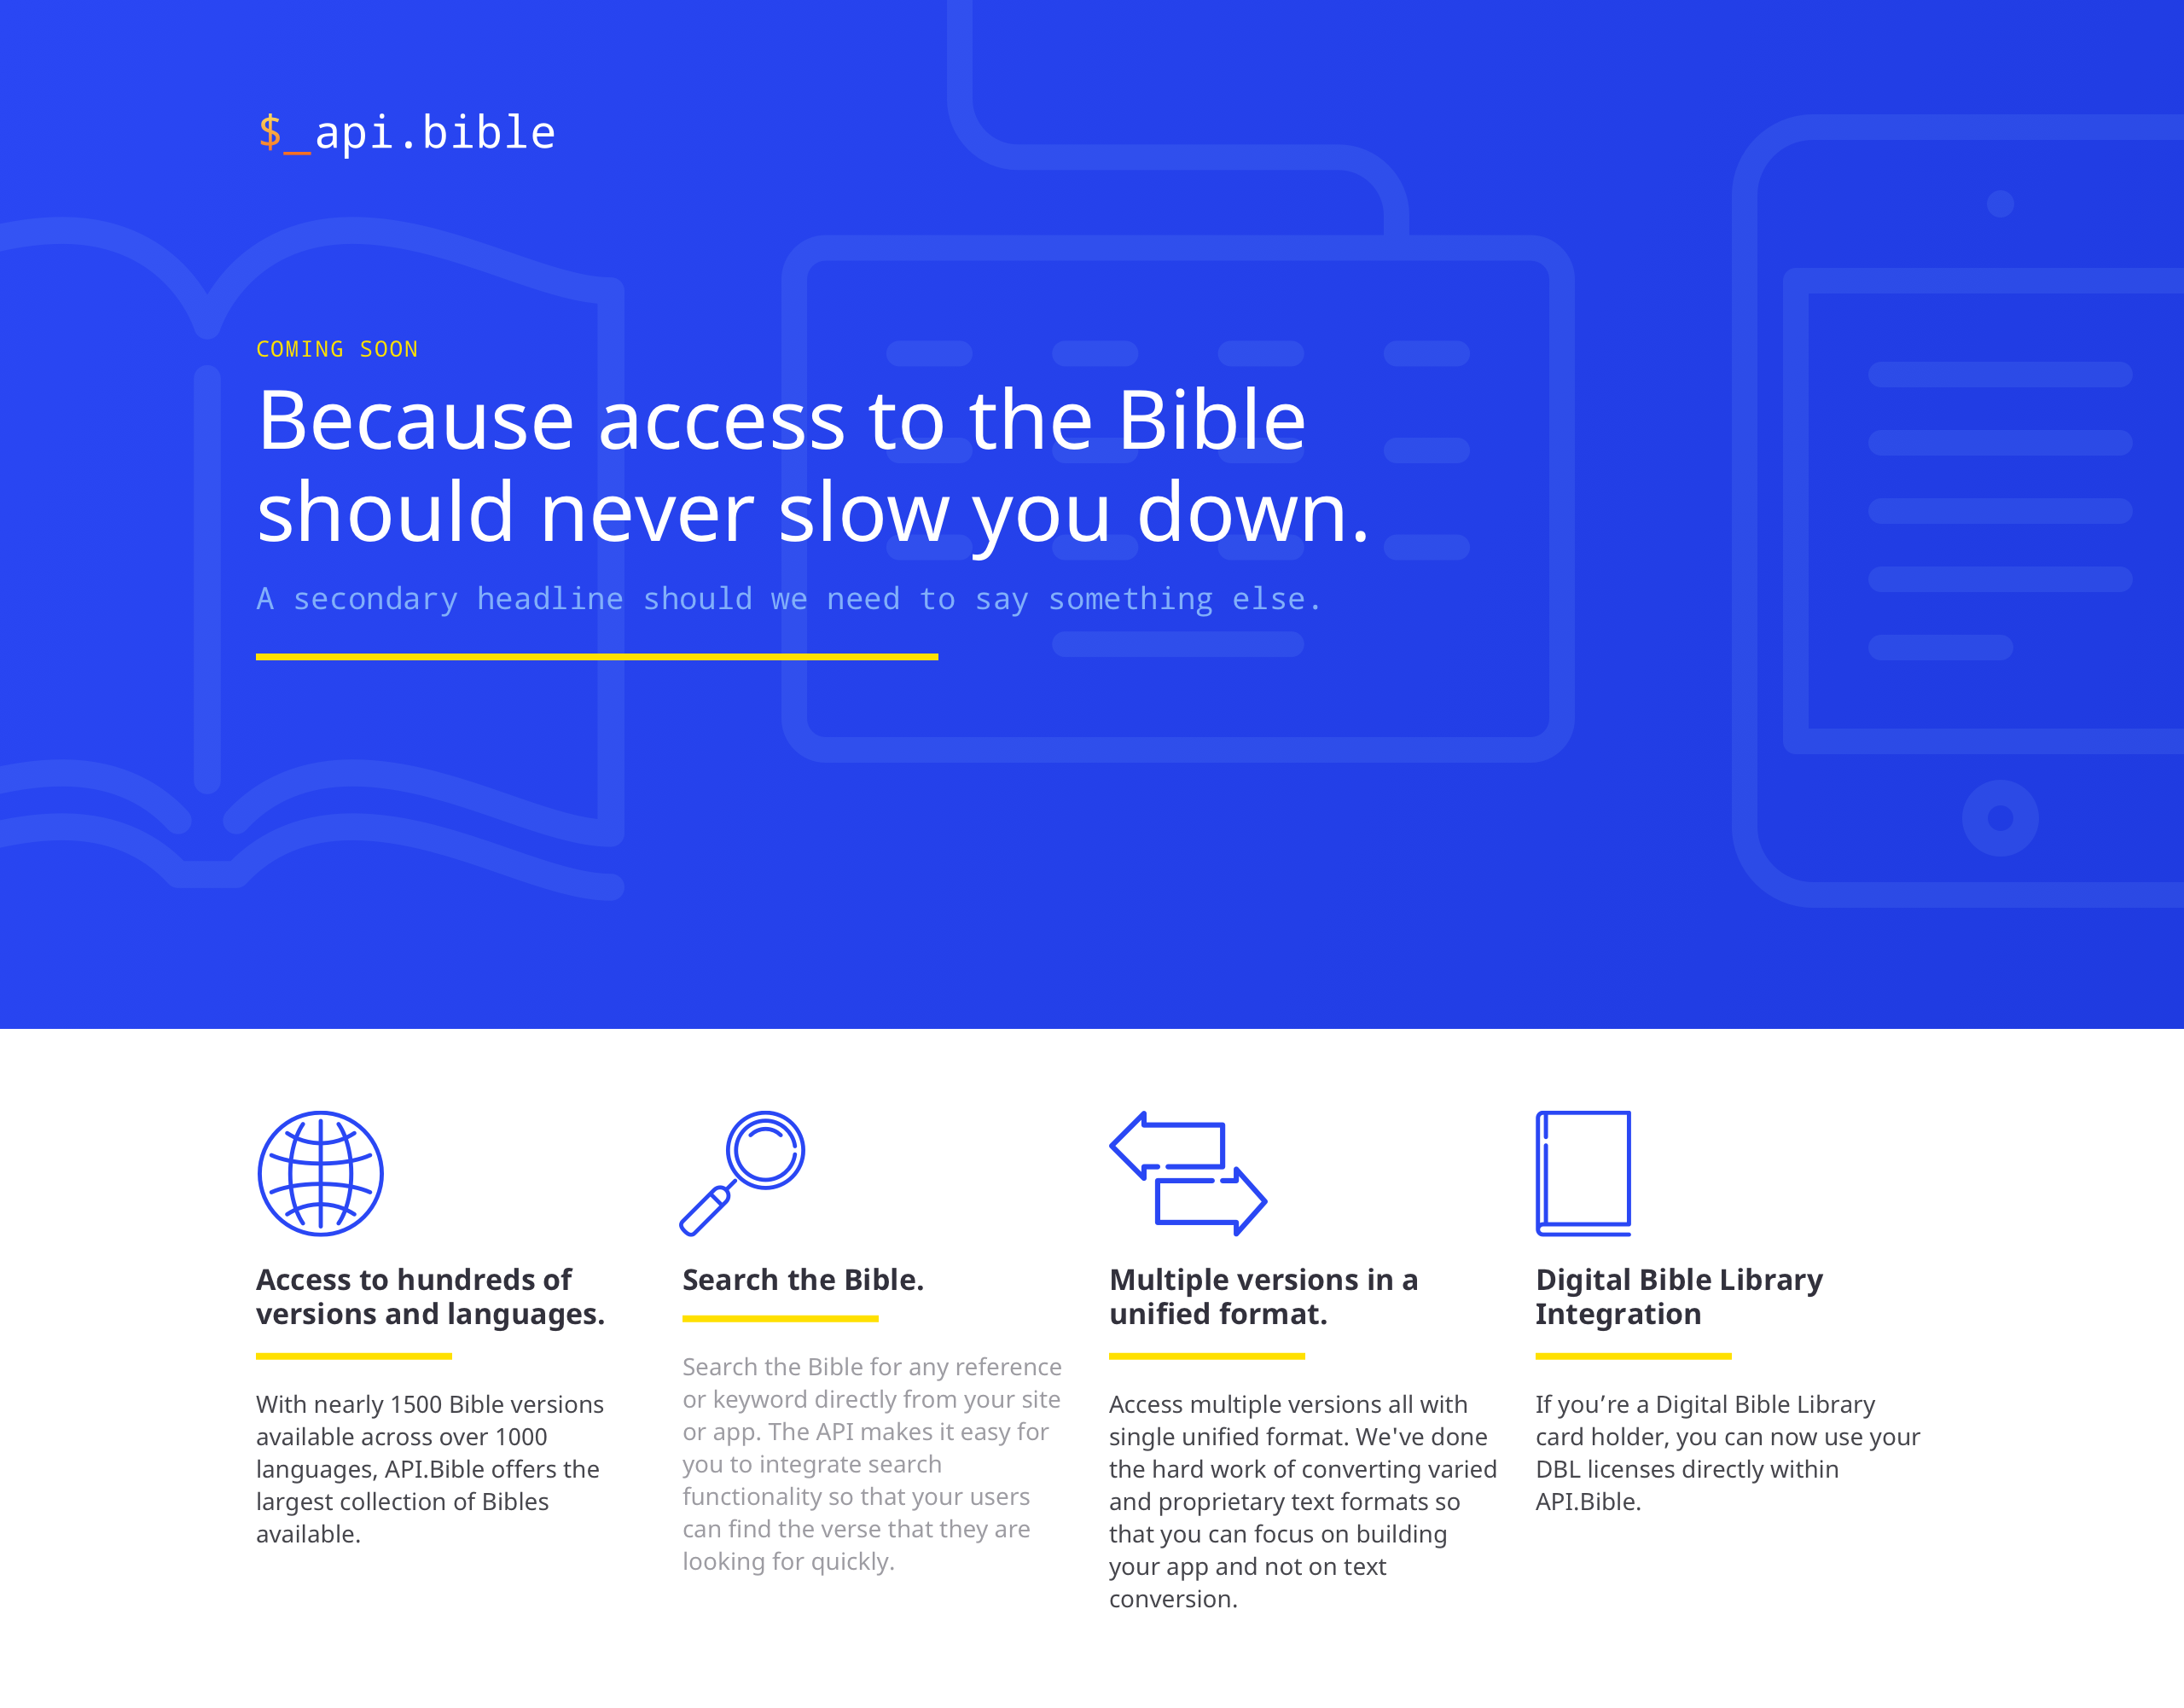 $_api.bible
COMING SOON
Because access to the Bible
should never slow you down.
A secondary headline should we need to say something else.
Access to hundreds of
versions and languages.
With nearly 1500 Bible versions
available across over 1000
languages, API.Bible offers the
largest collection of Bibles
available.
Search the Bible.
Search the Bible for any reference
or keyword directly from your site
or app. The API makes it easy for
you to integrate search
functionality so that your users
can find the verse that they are
looking for quickly.
Multiple versions in a
unified format.
Access multiple versions all with
single unified format. We've done
the hard work of converting varied
and proprietary text formats so
that you can focus on building
your app and not on text
conversion.
Digital Bible Library
Integration
If you’re a Digital Bible Library
card holder, you can now use your
DBL licenses directly within
API.Bible.